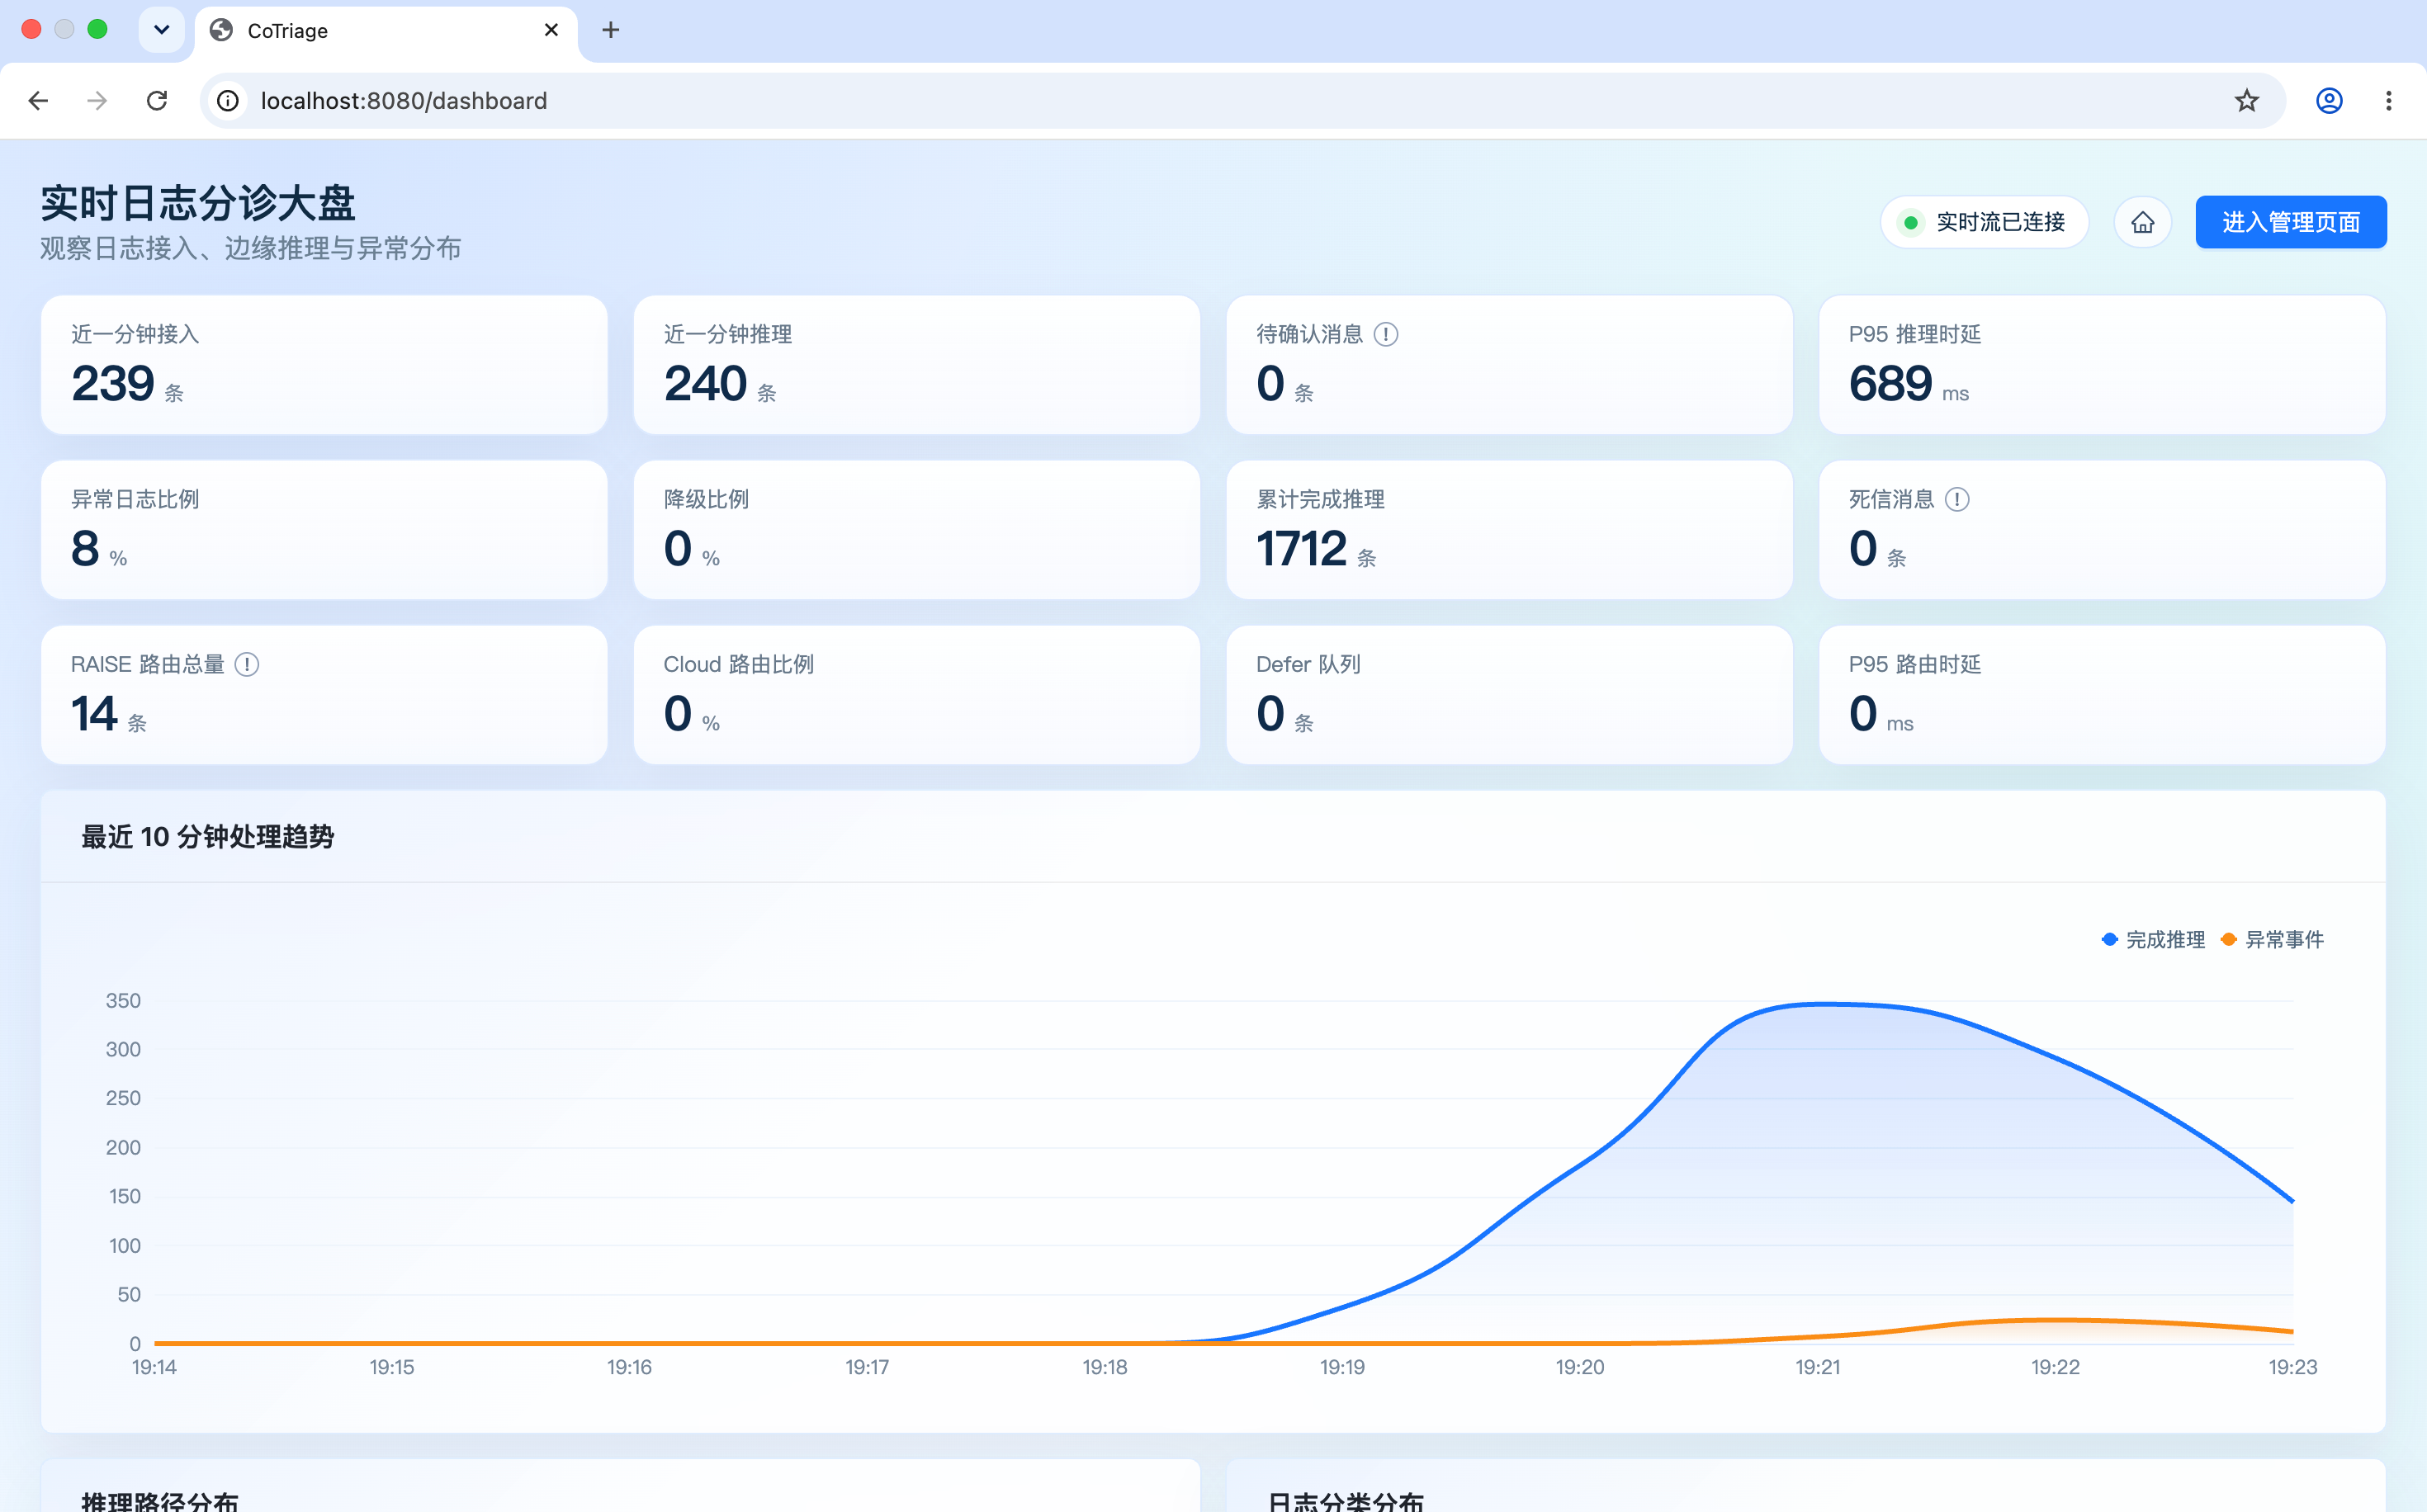 CoTriage
localhost:8080/dashboard
实时日志分诊大盘
观察日志接入、边缘推理与异常分布
实时流已连接
进入管理页面
近一分钟接入
239 条
近一分钟推理
240 条
待确认消息
0 条
P95 推理时延
689 ms
异常日志比例
8 %
降级比例
0 %
累计完成推理
1712 条
死信消息
0 条
RAISE 路由总量
14 条
Cloud 路由比例
0 %
Defer 队列
0 条
P95 路由时延
0 ms
最近 10 分钟处理趋势
完成推理 异常事件
350
300
250
200
150
100
50
0
19:14 19:15 19:16 19:17 19:18 19:19 19:20 19:21 19:22 19:23
推理路径分布
日志分类分布